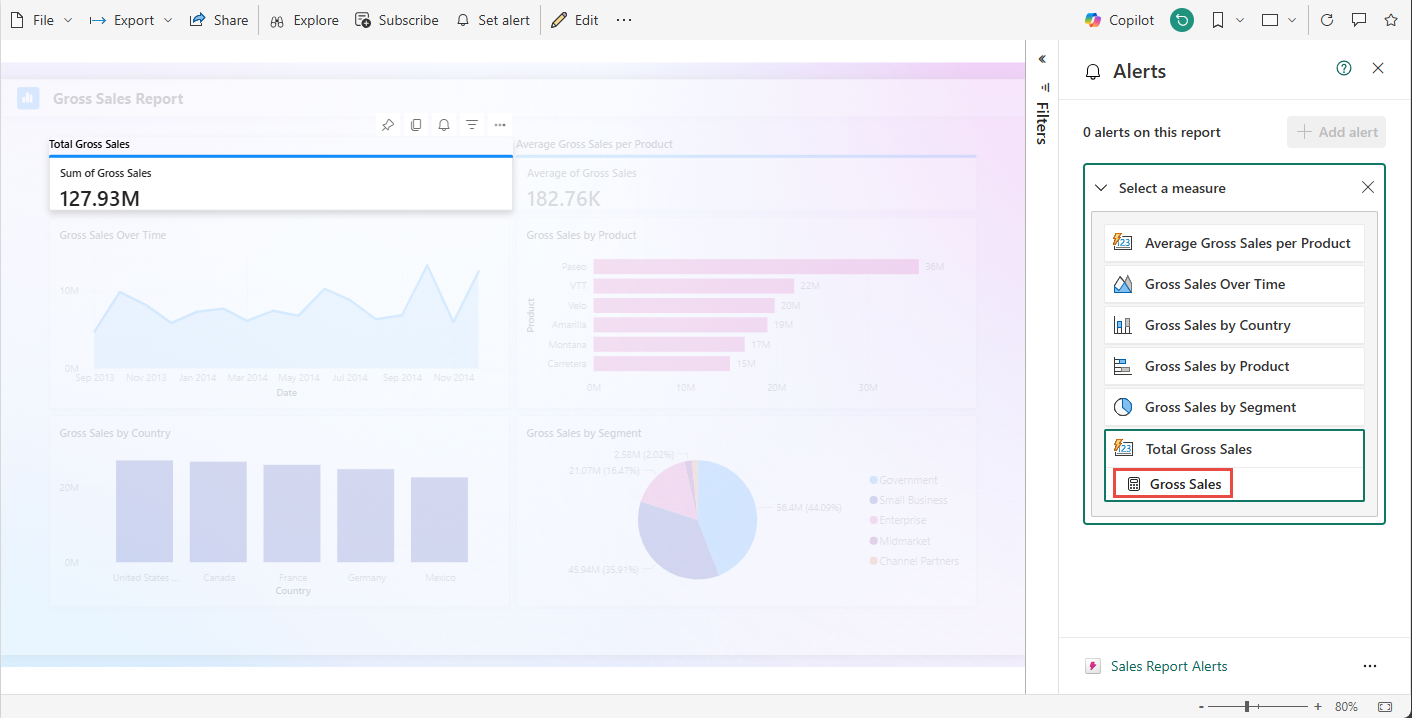 File Export Share Explore Subscribe Set alert Edit Copilot
Gross Sales Report
Total Gross Sales
Sum of Gross Sales
127.93M
Average Gross Sales per Product
Average of Gross Sales
182.76K
Gross Sales Over Time
10M
0M
Sep 2013 Nov 2013 Jan 2014 Mar 2014 May 2014 Jul 2014 Sep 2014 Nov 2014
Date
Gross Sales by Product
Product
Paseo 36M
VTT 22M
Velo 20M
Amarilla 19M
Montana 17M
Carretera 15M
0M 10M 20M 30M
Gross Sales by Country
20M
0M
United States ... Canada France Germany Mexico
Country
Gross Sales by Segment
2.58M (2.02%)
21.07M (16.47%)
56.4M (44.09%)
45.94M (35.91%)
Government
Small Business
Enterprise
Midmarket
Channel Partners
Filters
Alerts
0 alerts on this report Add alert
Select a measure
Average Gross Sales per Product
Gross Sales Over Time
Gross Sales by Country
Gross Sales by Product
Gross Sales by Segment
Total Gross Sales
Gross Sales
Sales Report Alerts
- + 80%